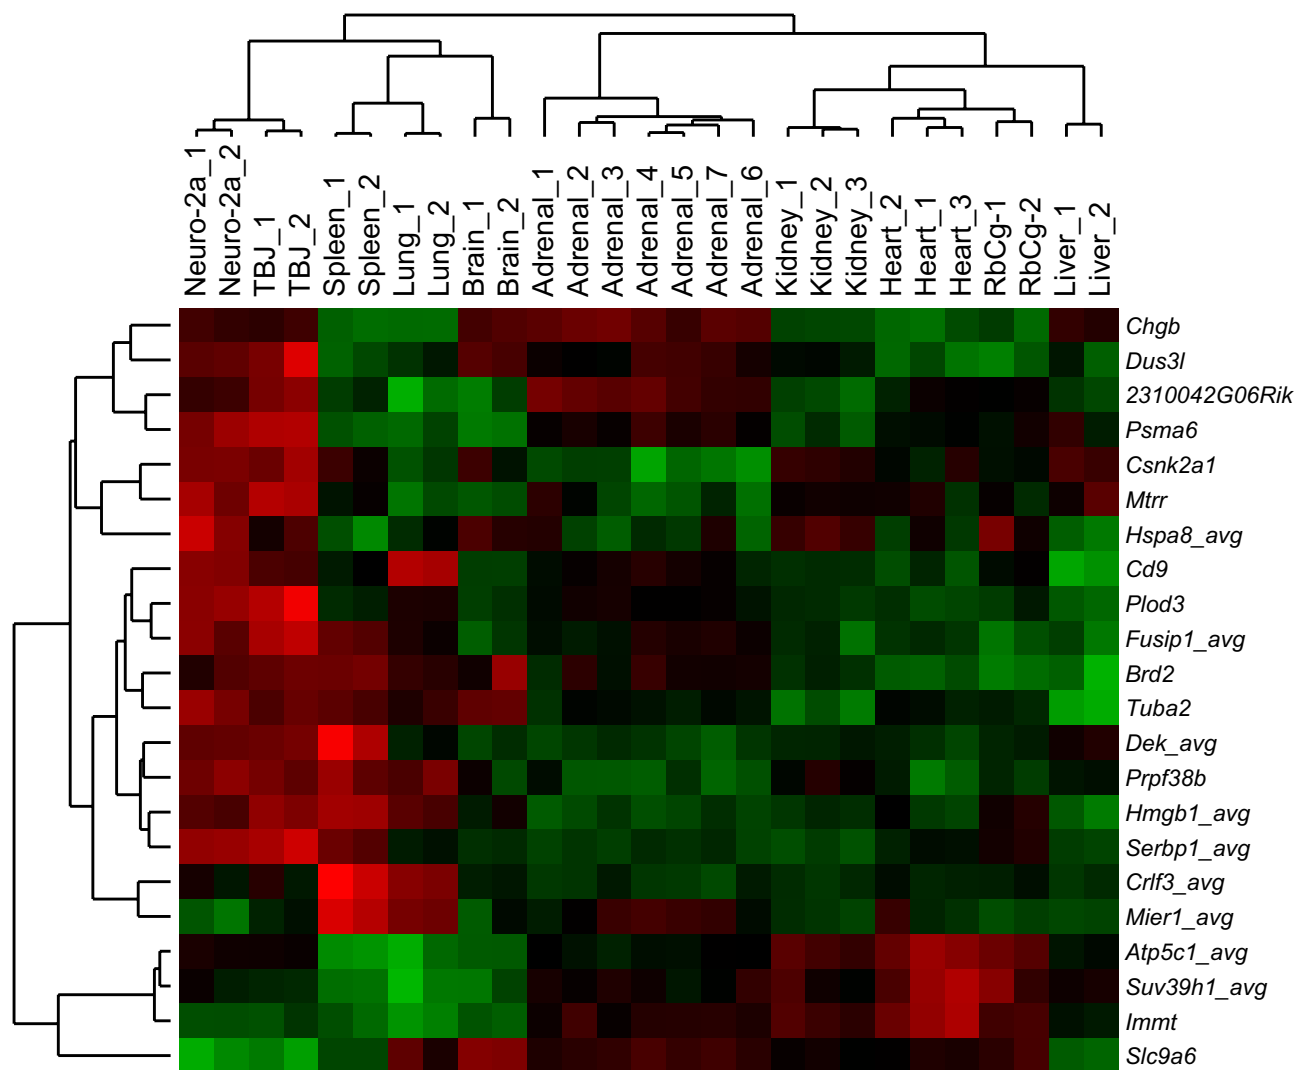 Neuro-2a_1
Neuro-2a_2
TBJ_1
TBJ_2
Spleen_1
Spleen_2
Lung_1
Lung_2
Brain_1
Brain_2
Adrenal_1
Adrenal_2
Adrenal_3
Adrenal_4
Adrenal_5
Adrenal_7
Adrenal_6
Kidney_1
Kidney_2
Kidney_3
Heart_2
Heart_1
Heart_3
RbCg-1
RbCg-2
Liver_1
Liver_2
Chgb
Dus3l
2310042G06Rik
Psma6
Csnk2a1
Mtrr
Hspa8_avg
Cd9
Plod3
Fusip1_avg
Brd2
Tuba2
Dek_avg
Prpf38b
Hmgb1_avg
Serbp1_avg
Crlf3_avg
Mier1_avg
Atp5c1_avg
Suv39h1_avg
Immt
Slc9a6